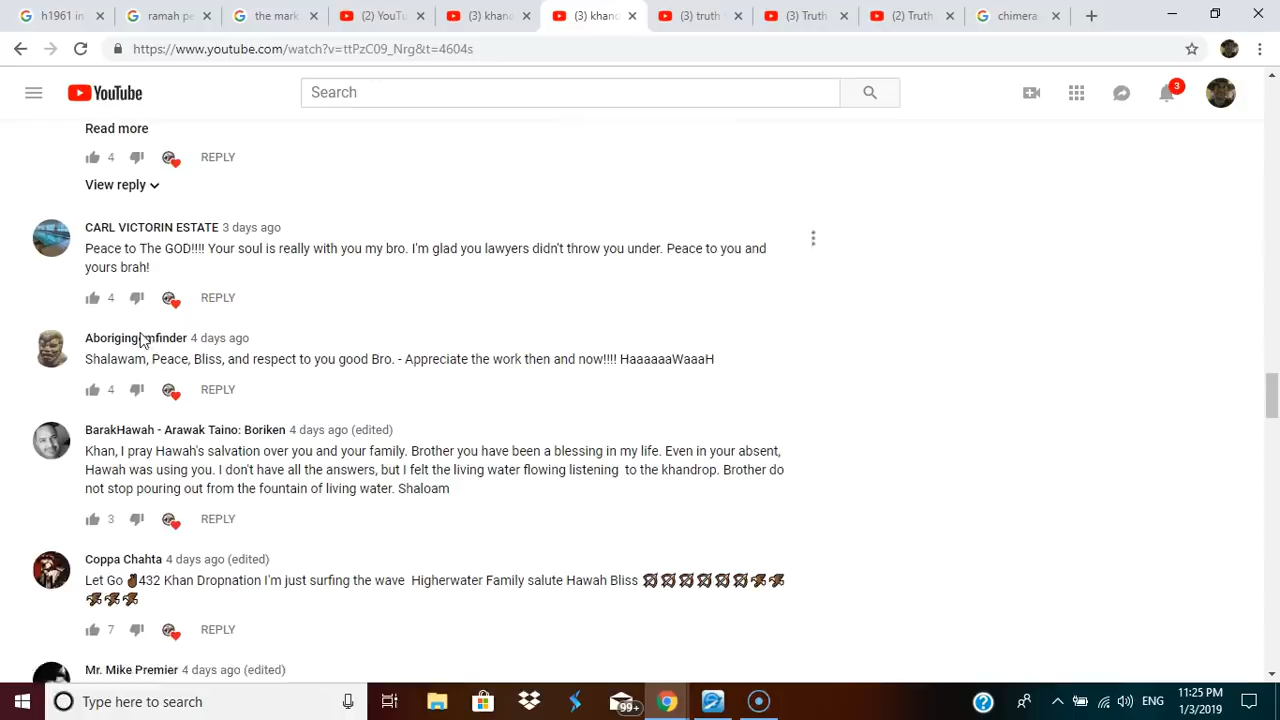 h1961 in
ramah pe
the mark
(2) YouTu
(3) khand
(3) khand
(3) truth
(3) Truth
(2) Truth
chimera
https://www.youtube.com/watch?v=ttPzC09_Nrg&t=4604s
YouTube
Search
3
Read more
4
REPLY
View reply
CARL VICTORIN ESTATE 3 days ago
Peace to The GOD!!!! Your soul is really with you my bro. I'm glad you lawyers didn't throw you under. Peace to you and
yours brah!
4
REPLY
4 days ago
Shalawam, Peace, Bliss, and respect to you good Bro. - Appreciate the work then and now!!!! HaaaaaaWaaaH
4
REPLY
BarakHawah - Arawak Taino: Boriken 4 days ago (edited)
Khan, I pray Hawah's salvation over you and your family. Brother you have been a blessing in my life. Even in your absent,
Hawah was using you. I don't have all the answers, but I felt the living water flowing listening to the khandrop. Brother do
not stop pouring out from the fountain of living water. Shaloam
3
REPLY
Coppa Chahta 4 days ago (edited)
Let Go ✌🏾432 Khan Dropnation I'm just surfing the wave Higherwater Family salute Hawah Bliss
7
REPLY
Mr. Mike Premier 4 days ago (edited)
Type here to search
99+
ENG
11:25 PM
1/3/2019